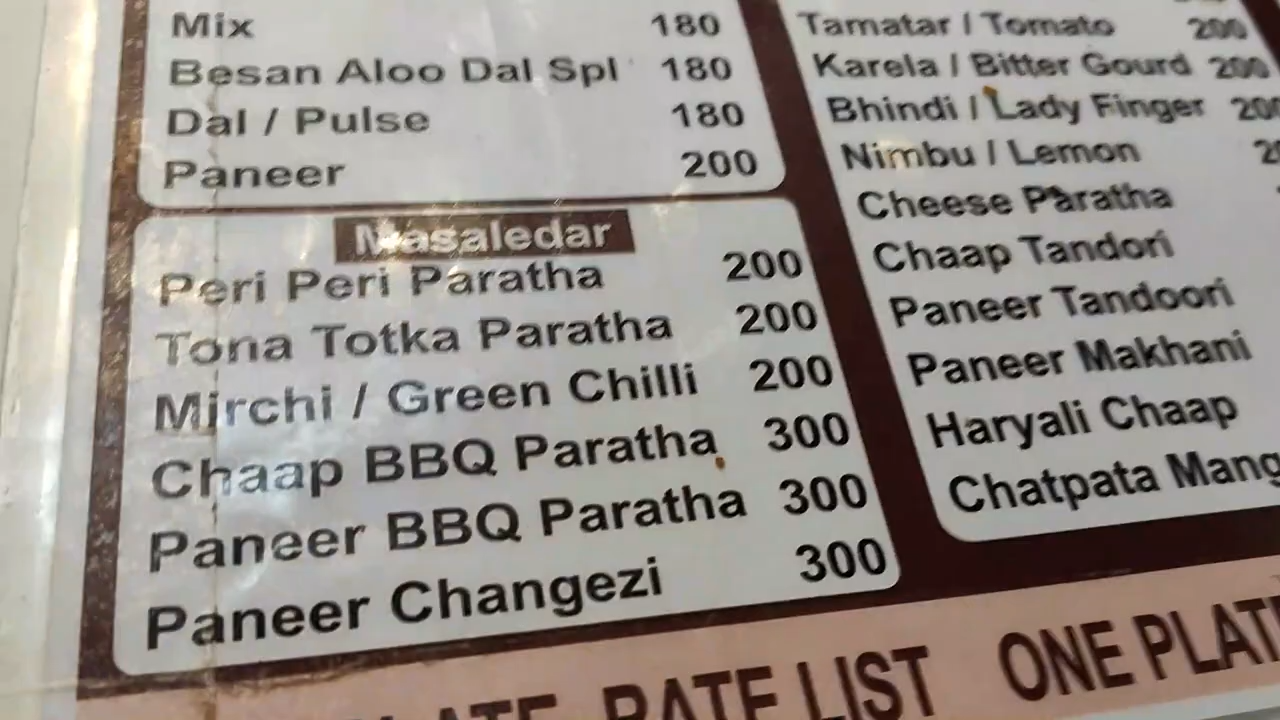 Mix 180
Besan Aloo Dal Spl 180
Dal / Pulse 180
Paneer 200
Masaledar
Peri Peri Paratha 200
Tona Totka Paratha 200
Mirchi / Green Chilli 200
Chaap BBQ Paratha 300
Paneer BBQ Paratha 300
Paneer Changezi 300
Tamatar / Tomato 200
Karela / Bitter Gourd 200
Bhindi / Lady Finger 200
Nimbu / Lemon
Cheese Paratha
Chaap Tandori
Paneer Tandoori
Paneer Makhani
Haryali Chaap
Chatpata
RATE LIST ONE